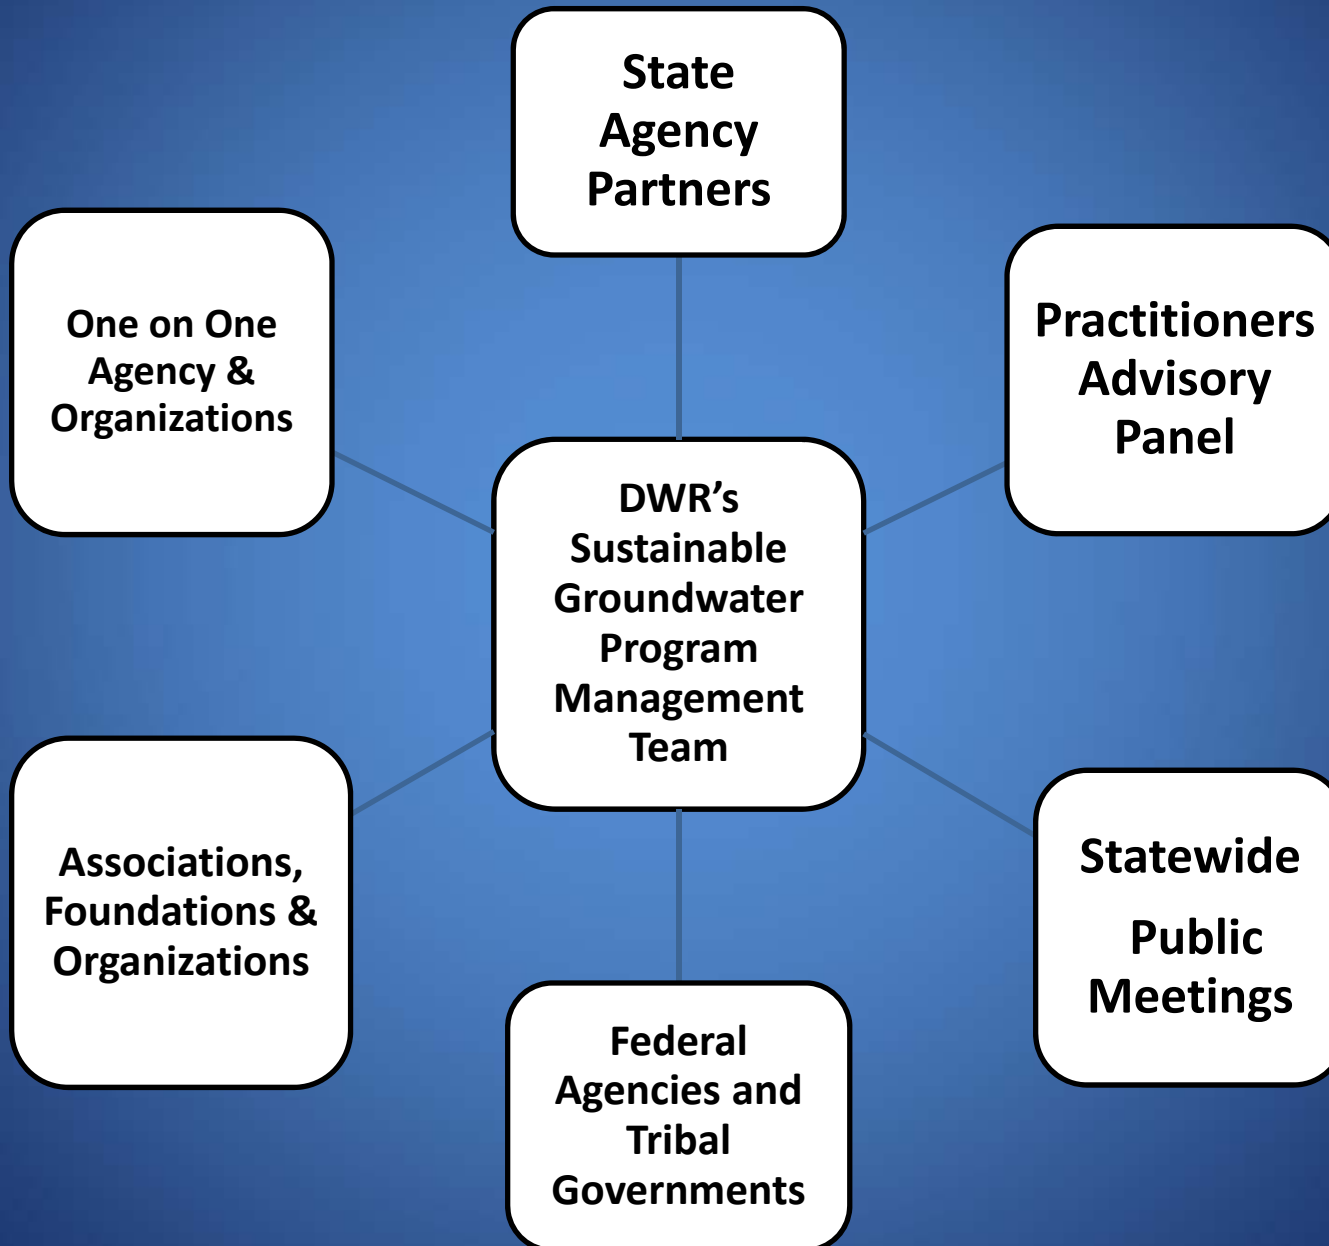 State
Agency
Partners
One on One
Agency &
Organizations
Practitioners
Advisory
Panel
DWR’s
Sustainable
Groundwater
Program
Management
Team
Associations,
Foundations &
Organizations
Statewide
Public
Meetings
Federal
Agencies and
Tribal
Governments